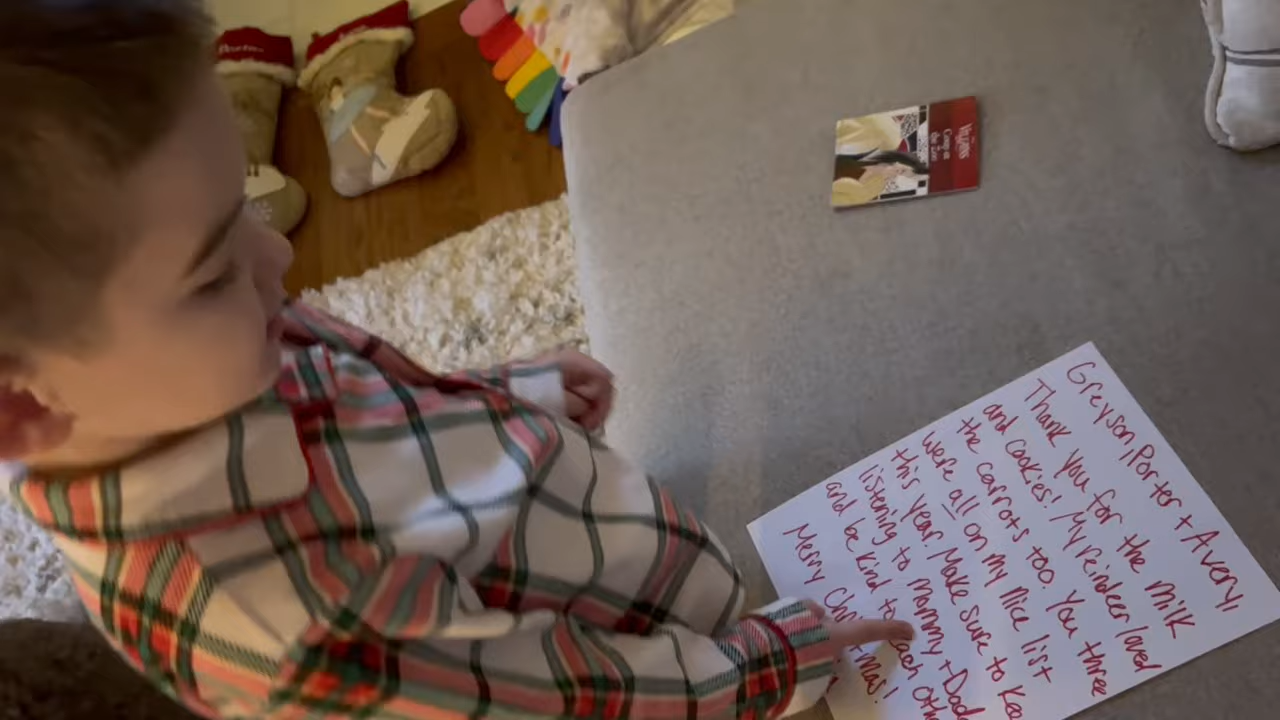 Greyson, Porter + Avery,
Thank you for the milk
and cookies! My reindeer loved
the carrots too. You three
were all on my Nice list
this year. Make sure to Keep
listening to mommy + Dad
and be kind to each oth
Merry Christmas!